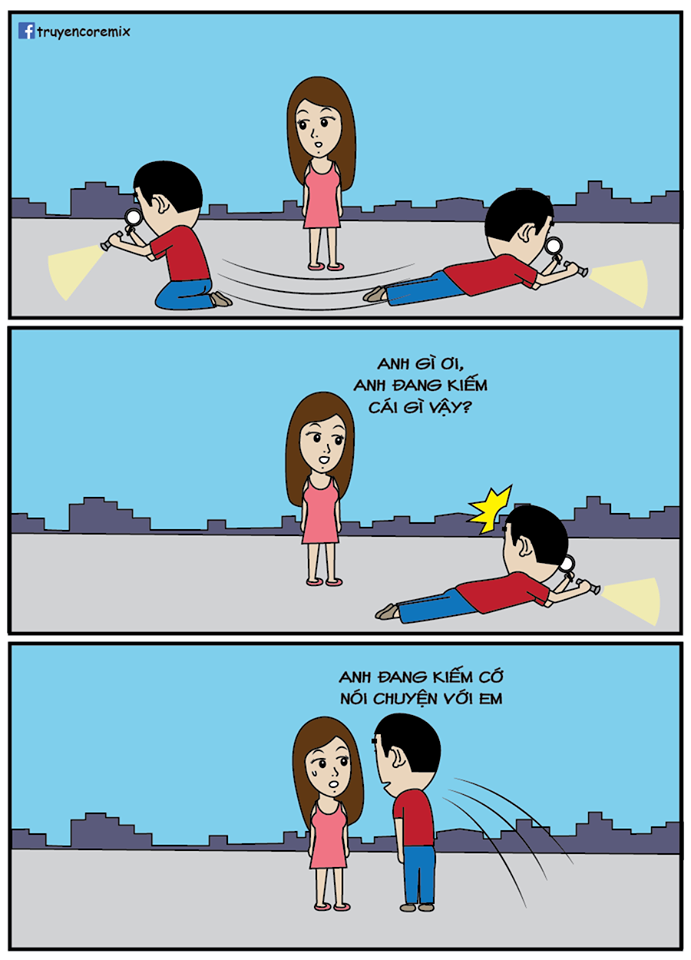 truyencoremix
ANH GÌ ƠI,
ANH ĐANG KIẾM
CÁI GÌ VẬY?
ANH ĐANG KIẾM CỚ
NÓI CHUYỆN VỚI EM